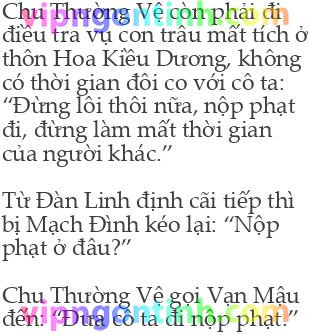 Chu Thường Vệ còn phải đi
điều tra vụ con trâu mất tích ở
thôn Hoa Kiều Dương, không
có thời gian đôi co với cô ta:
“Đừng lôi thôi nữa, nộp phạt
đi, đừng làm mất thời gian
của người khác.”
Từ Đàn Linh định cãi tiếp thì
bị Mạch Đình kéo lại: “Nộp
phạt ở đâu?”
Chu Thường Vệ gọi Vạn Mậu
đến: “Đưa cô ta đi nộp phạt.”
vipngontinh.com
vipngontinh.com